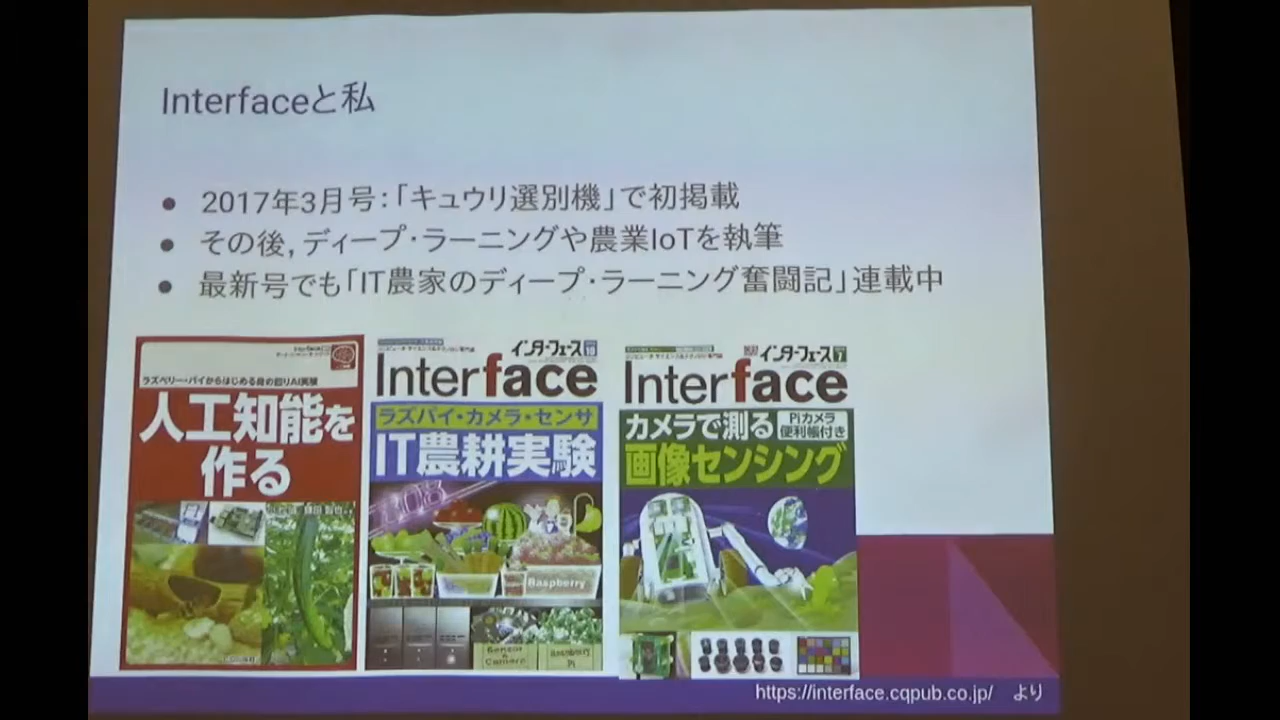 Interfaceと私
● 2017年3月号：「キュウリ選別機」で初掲載
● その後，ディープ・ラーニングや農業IoTを執筆
● 最新号でも「IT農家のディープ・ラーニング奮闘記」連載中
ラズベリー・パイからはじめる身の回りAI実験
人工知能を
作る
インターフェース
Interface
ラズパイ・カメラ・センサ
IT農耕実験
Raspberry
Sensor
Camera
Raspberry
Pi
インターフェース 7
Interface
カメラで測る
Piカメラ
便利帳付き
画像センシング
https://interface.cqpub.co.jp/ より